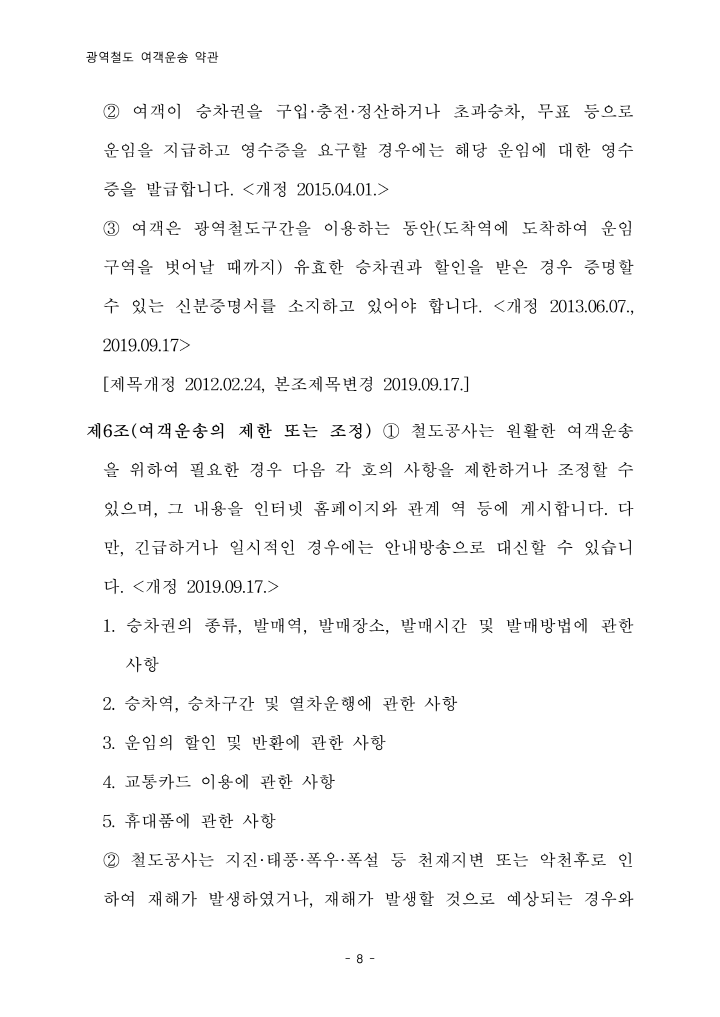 광역철도 여객운송 약관
② 여객이 승차권을 구입·충전·정산하거나 초과승차, 무표 등으로
운임을 지급하고 영수증을 요구할 경우에는 해당 운임에 대한 영수
증을 발급합니다. <개정 2015.04.01.>
③ 여객은 광역철도구간을 이용하는 동안(도착역에 도착하여 운임
구역을 벗어날 때까지) 유효한 승차권과 할인을 받은 경우 증명할
수 있는 신분증명서를 소지하고 있어야 합니다. <개정 2013.06.07.,
2019.09.17>
[제목개정 2012.02.24, 본조제목변경 2019.09.17.]
제6조(여객운송의 제한 또는 조정) ① 철도공사는 원활한 여객운송
을 위하여 필요한 경우 다음 각 호의 사항을 제한하거나 조정할 수
있으며, 그 내용을 인터넷 홈페이지와 관계 역 등에 게시합니다. 다
만, 긴급하거나 일시적인 경우에는 안내방송으로 대신할 수 있습니
다. <개정 2019.09.17.>
1. 승차권의 종류, 발매역, 발매장소, 발매시간 및 발매방법에 관한
사항
2. 승차역, 승차구간 및 열차운행에 관한 사항
3. 운임의 할인 및 반환에 관한 사항
4. 교통카드 이용에 관한 사항
5. 휴대품에 관한 사항
② 철도공사는 지진·태풍·폭우·폭설 등 천재지변 또는 악천후로 인
하여 재해가 발생하였거나, 재해가 발생할 것으로 예상되는 경우와
- 8 -